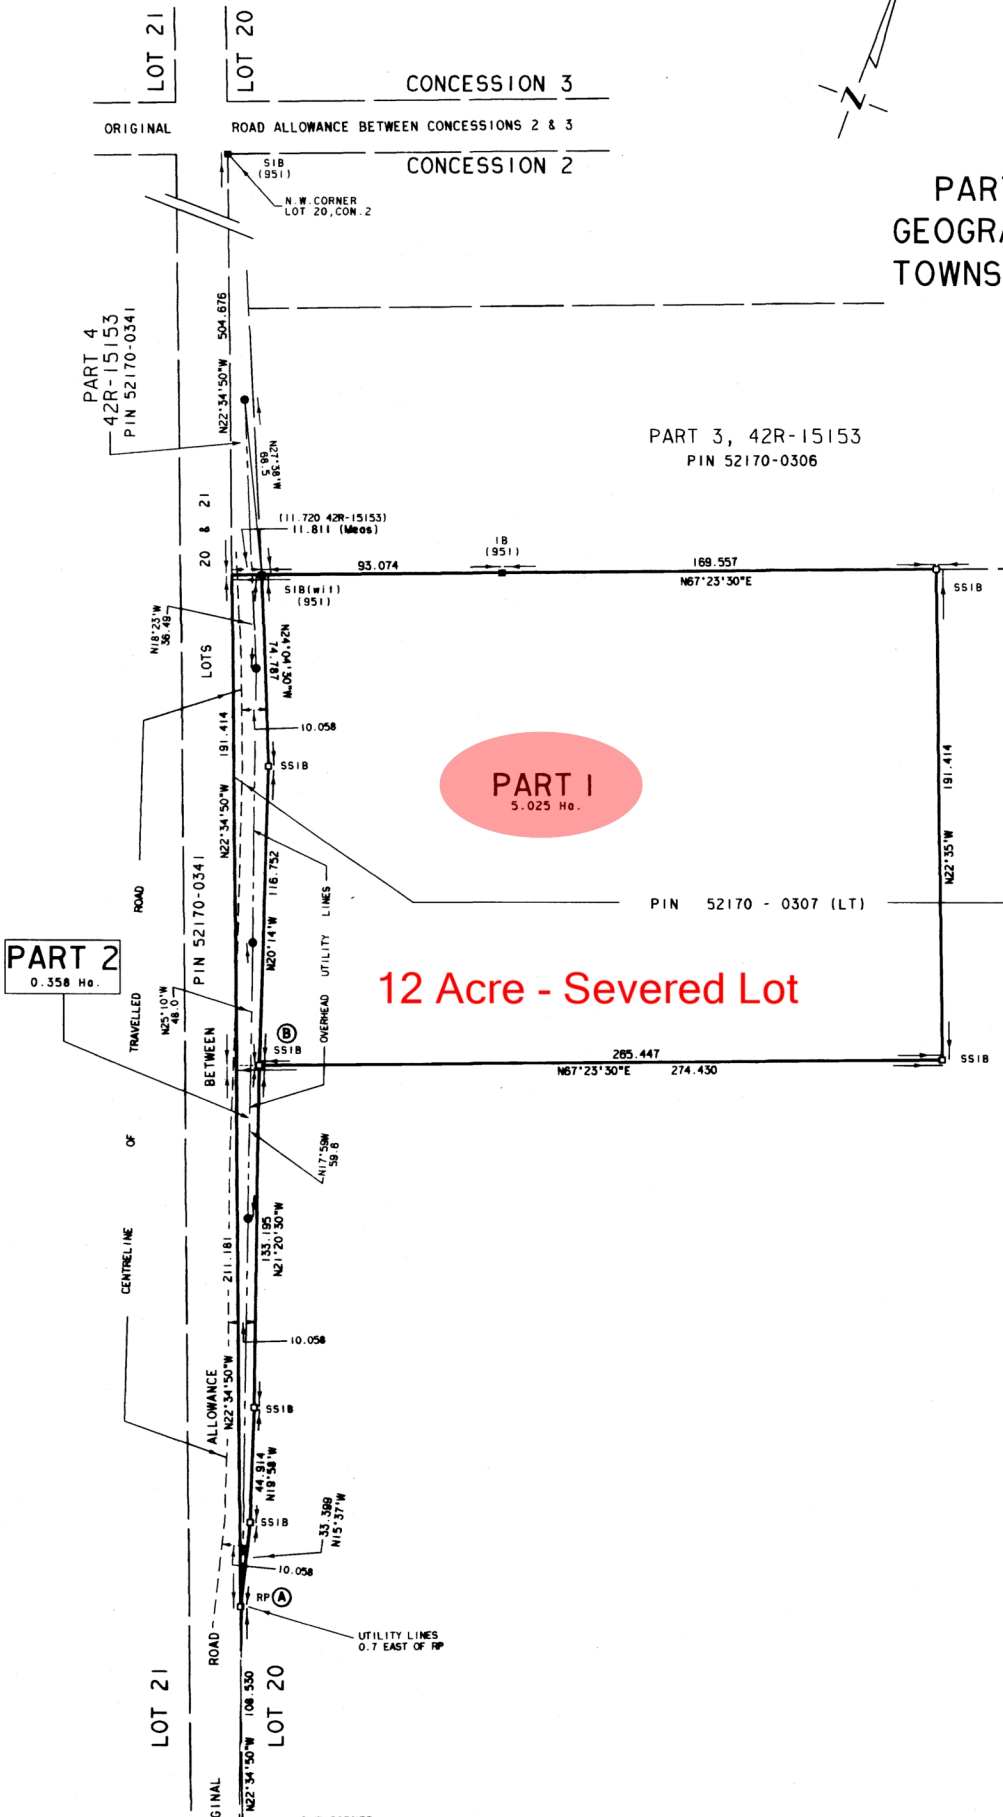 LOT 21
LOT 20
CONCESSION 3
ORIGINAL ROAD ALLOWANCE BETWEEN CONCESSIONS 2 & 3
CONCESSION 2
SIB
(951)
N.W.CORNER
LOT 20,CON.2
N
PAR
GEOGRA
TOWNS
PART 4
42R-15153
PIN 52170-0341
N22°34'50"W 504.676
N27°38'W
68.5
PART 3, 42R-15153
PIN 52170-0306
(11.720 42R-15153)
11.811 (Meas)
93.074
IB
(951)
169.557
N67°23'30"E
SSIB
SIB(wit)
(951)
N18°23'W
36.49
N24°04'30"W
74.787
LOTS 20 & 21
10.058
SSIB
N22°34'50"W 191.414
PART 1
5.025 Ha.
191.414
N22°35'W
N20°14'W 116.752
OVERHEAD UTILITY LINES
PIN 52170 - 0307 (LT)
PIN 52170-0341
PART 2
0.358 Ha.
12 Acre - Severed Lot
N25°10'W
48.0
B
SSIB
BETWEEN
265.447
N67°23'30"E 274.430
SSIB
CENTRELINE OF TRAVELLED ROAD
N17°59W
59.6
133.195
N21°20'30"W
N22°34'50"W 211.181
10.058
ALLOWANCE
SSIB
44.914
N19°58'W
SSIB
33.399
N15°37'W
10.058
RP A
UTILITY LINES
0.7 EAST OF RP
ROAD
LOT 21
LOT 20
N22°34'50"W 108.530
GINAL